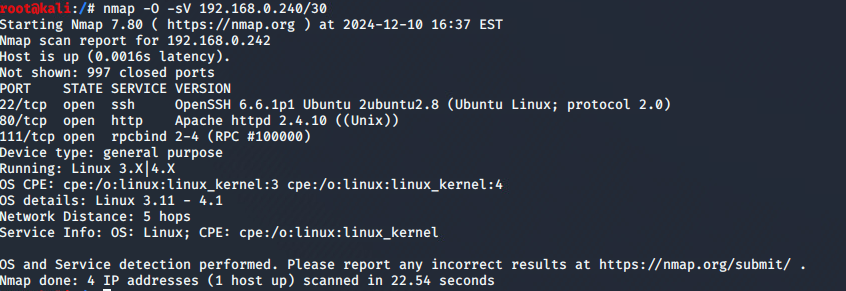 root@kali:/# nmap -O -sV 192.168.0.240/30
Starting Nmap 7.80 ( https://nmap.org ) at 2024-12-10 16:37 EST
Nmap scan report for 192.168.0.242
Host is up (0.0016s latency).
Not shown: 997 closed ports
PORT    STATE SERVICE VERSION
22/tcp  open  ssh     OpenSSH 6.6.1p1 Ubuntu 2ubuntu2.8 (Ubuntu Linux; protocol 2.0)
80/tcp  open  http    Apache httpd 2.4.10 ((Unix))
111/tcp open  rpcbind 2-4 (RPC #100000)
Device type: general purpose
Running: Linux 3.X|4.X
OS CPE: cpe:/o:linux:linux_kernel:3 cpe:/o:linux:linux_kernel:4
OS details: Linux 3.11 - 4.1
Network Distance: 5 hops
Service Info: OS: Linux; CPE: cpe:/o:linux:linux_kernel

OS and Service detection performed. Please report any incorrect results at https://nmap.org/submit/ .
Nmap done: 4 IP addresses (1 host up) scanned in 22.54 seconds